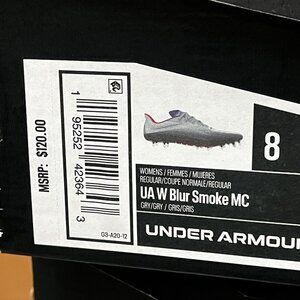 MSRP: $120.00
1 95252 42364 3
G3-A20-12
8
WOMENS / FEMMES / MUJERES
REGULAR/COUPE NORMALE/REGULAR
UA W Blur Smoke MC
GRY/GRY / GRIS/GRIS
UNDER ARMOU